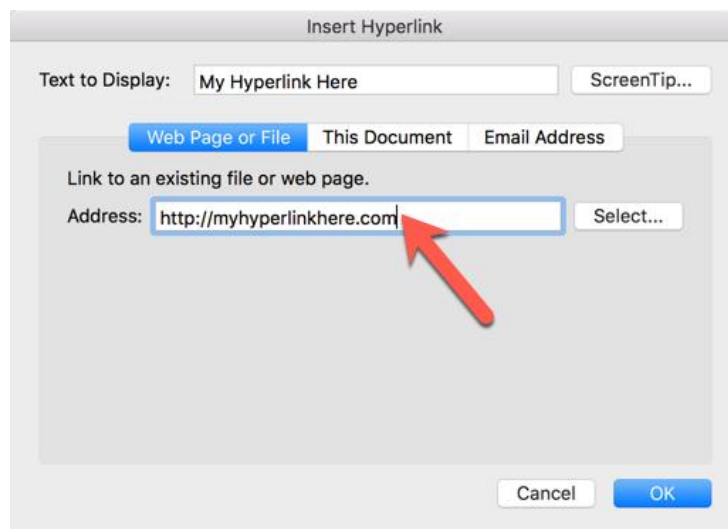 Insert Hyperlink
Text to Display: My Hyperlink Here ScreenTip...
Web Page or File This Document Email Address
Link to an existing file or web page.
Address: http://myhyperlinkhere.com Select...
Cancel OK